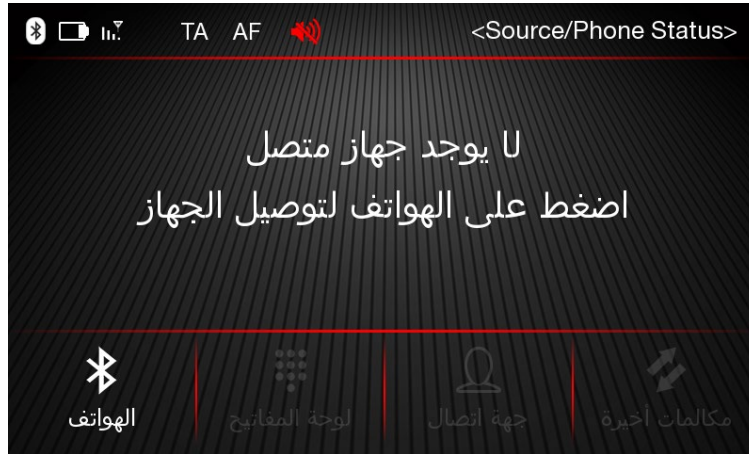 TA AF <Source/Phone Status>
لا يوجد جهاز متصل
اضغط على الهواتف لتوصيل الجهاز
الهواتف
لوحة المفاتيح
جهة اتصال
مكالمات أخيرة